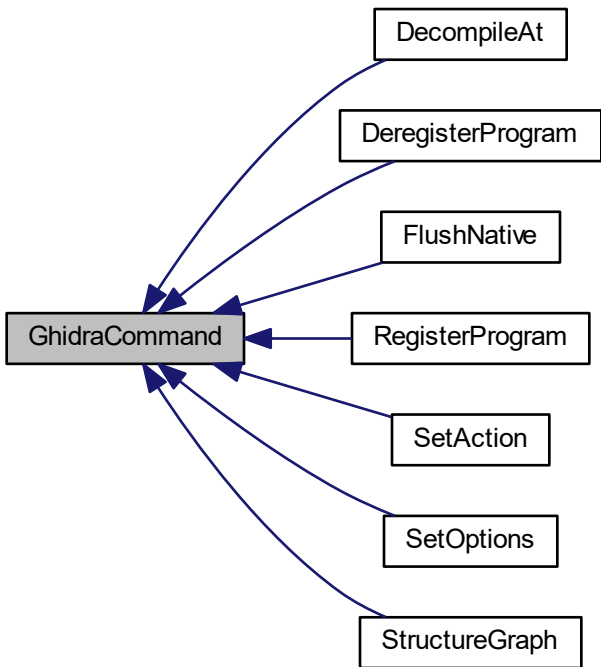 DecompileAt
DeregisterProgram
FlushNative
GhidraCommand
RegisterProgram
SetAction
SetOptions
StructureGraph